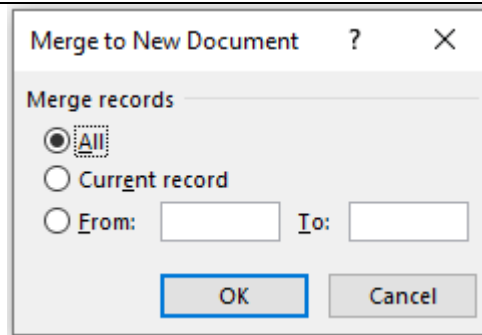 Merge to New Document ? ×
Merge records
All
Current record
From: To:
OK Cancel